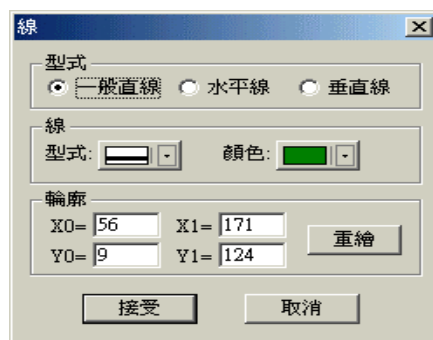 線
型式
一般直線 水平線 垂直線
線
型式: 顏色:
輪廓
X0= 56 X1= 171
Y0= 9 Y1= 124
重繪
接受 取消